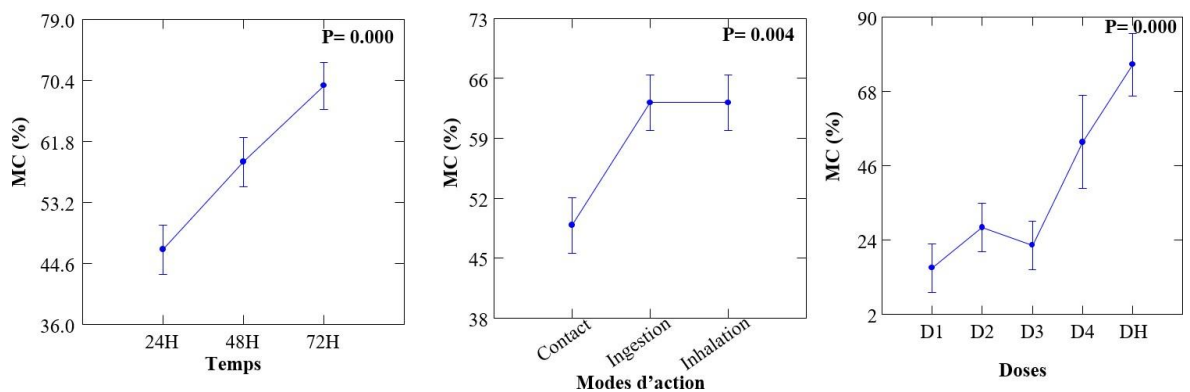 79.0
70.4
61.8
53.2
44.6
36.0
MC (%)
P= 0.000
24H 48H 72H
Temps
73
66
59
52
45
38
MC (%)
P= 0.004
Contact Ingestion Inhalation
Modes d’action
90
68
46
24
2
MC (%)
P= 0.000
D1 D2 D3 D4 DH
Doses